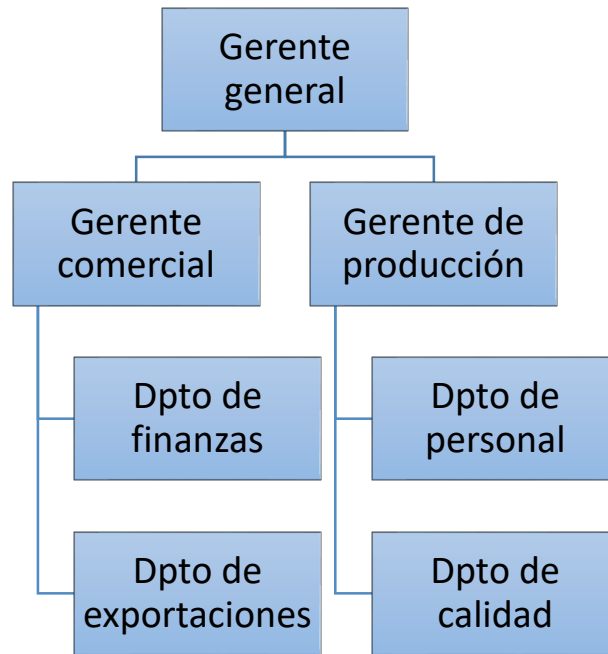 Gerente
general
Gerente
comercial
Gerente de
producción
Dpto de
finanzas
Dpto de
personal
Dpto de
exportaciones
Dpto de
calidad